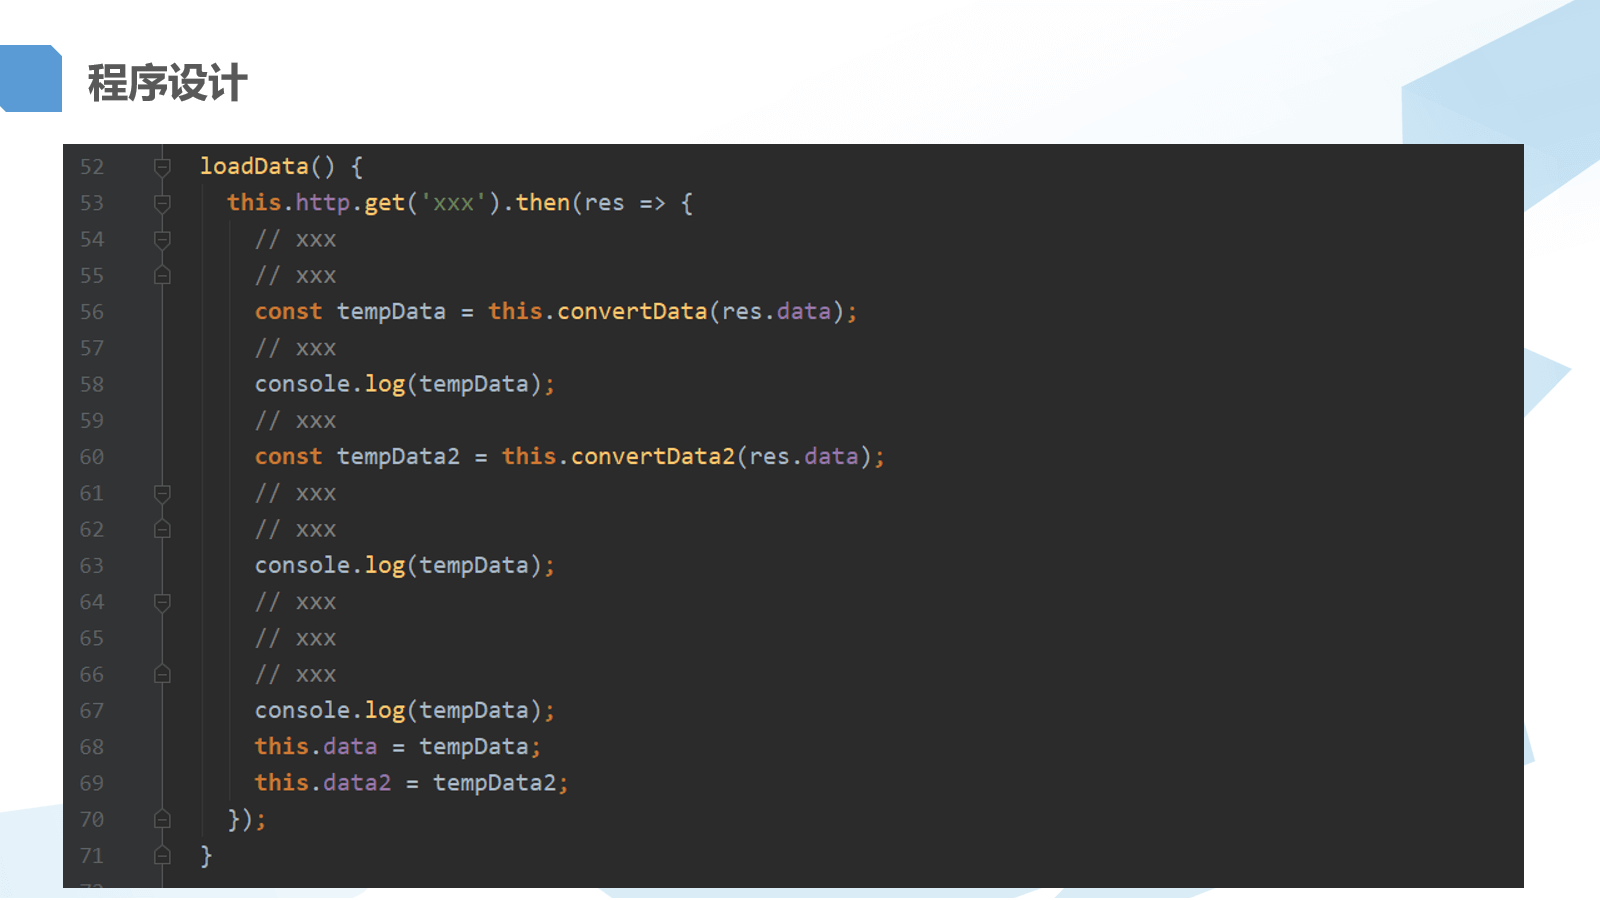 程序设计
52 loadData() {
53 this.http.get('xxx').then(res => {
54 // xxx
55 // xxx
56 const tempData = this.convertData(res.data);
57 // xxx
58 console.log(tempData);
59 // xxx
60 const tempData2 = this.convertData2(res.data);
61 // xxx
62 // xxx
63 console.log(tempData);
64 // xxx
65 // xxx
66 // xxx
67 console.log(tempData);
68 this.data = tempData;
69 this.data2 = tempData2;
70 });
71 }